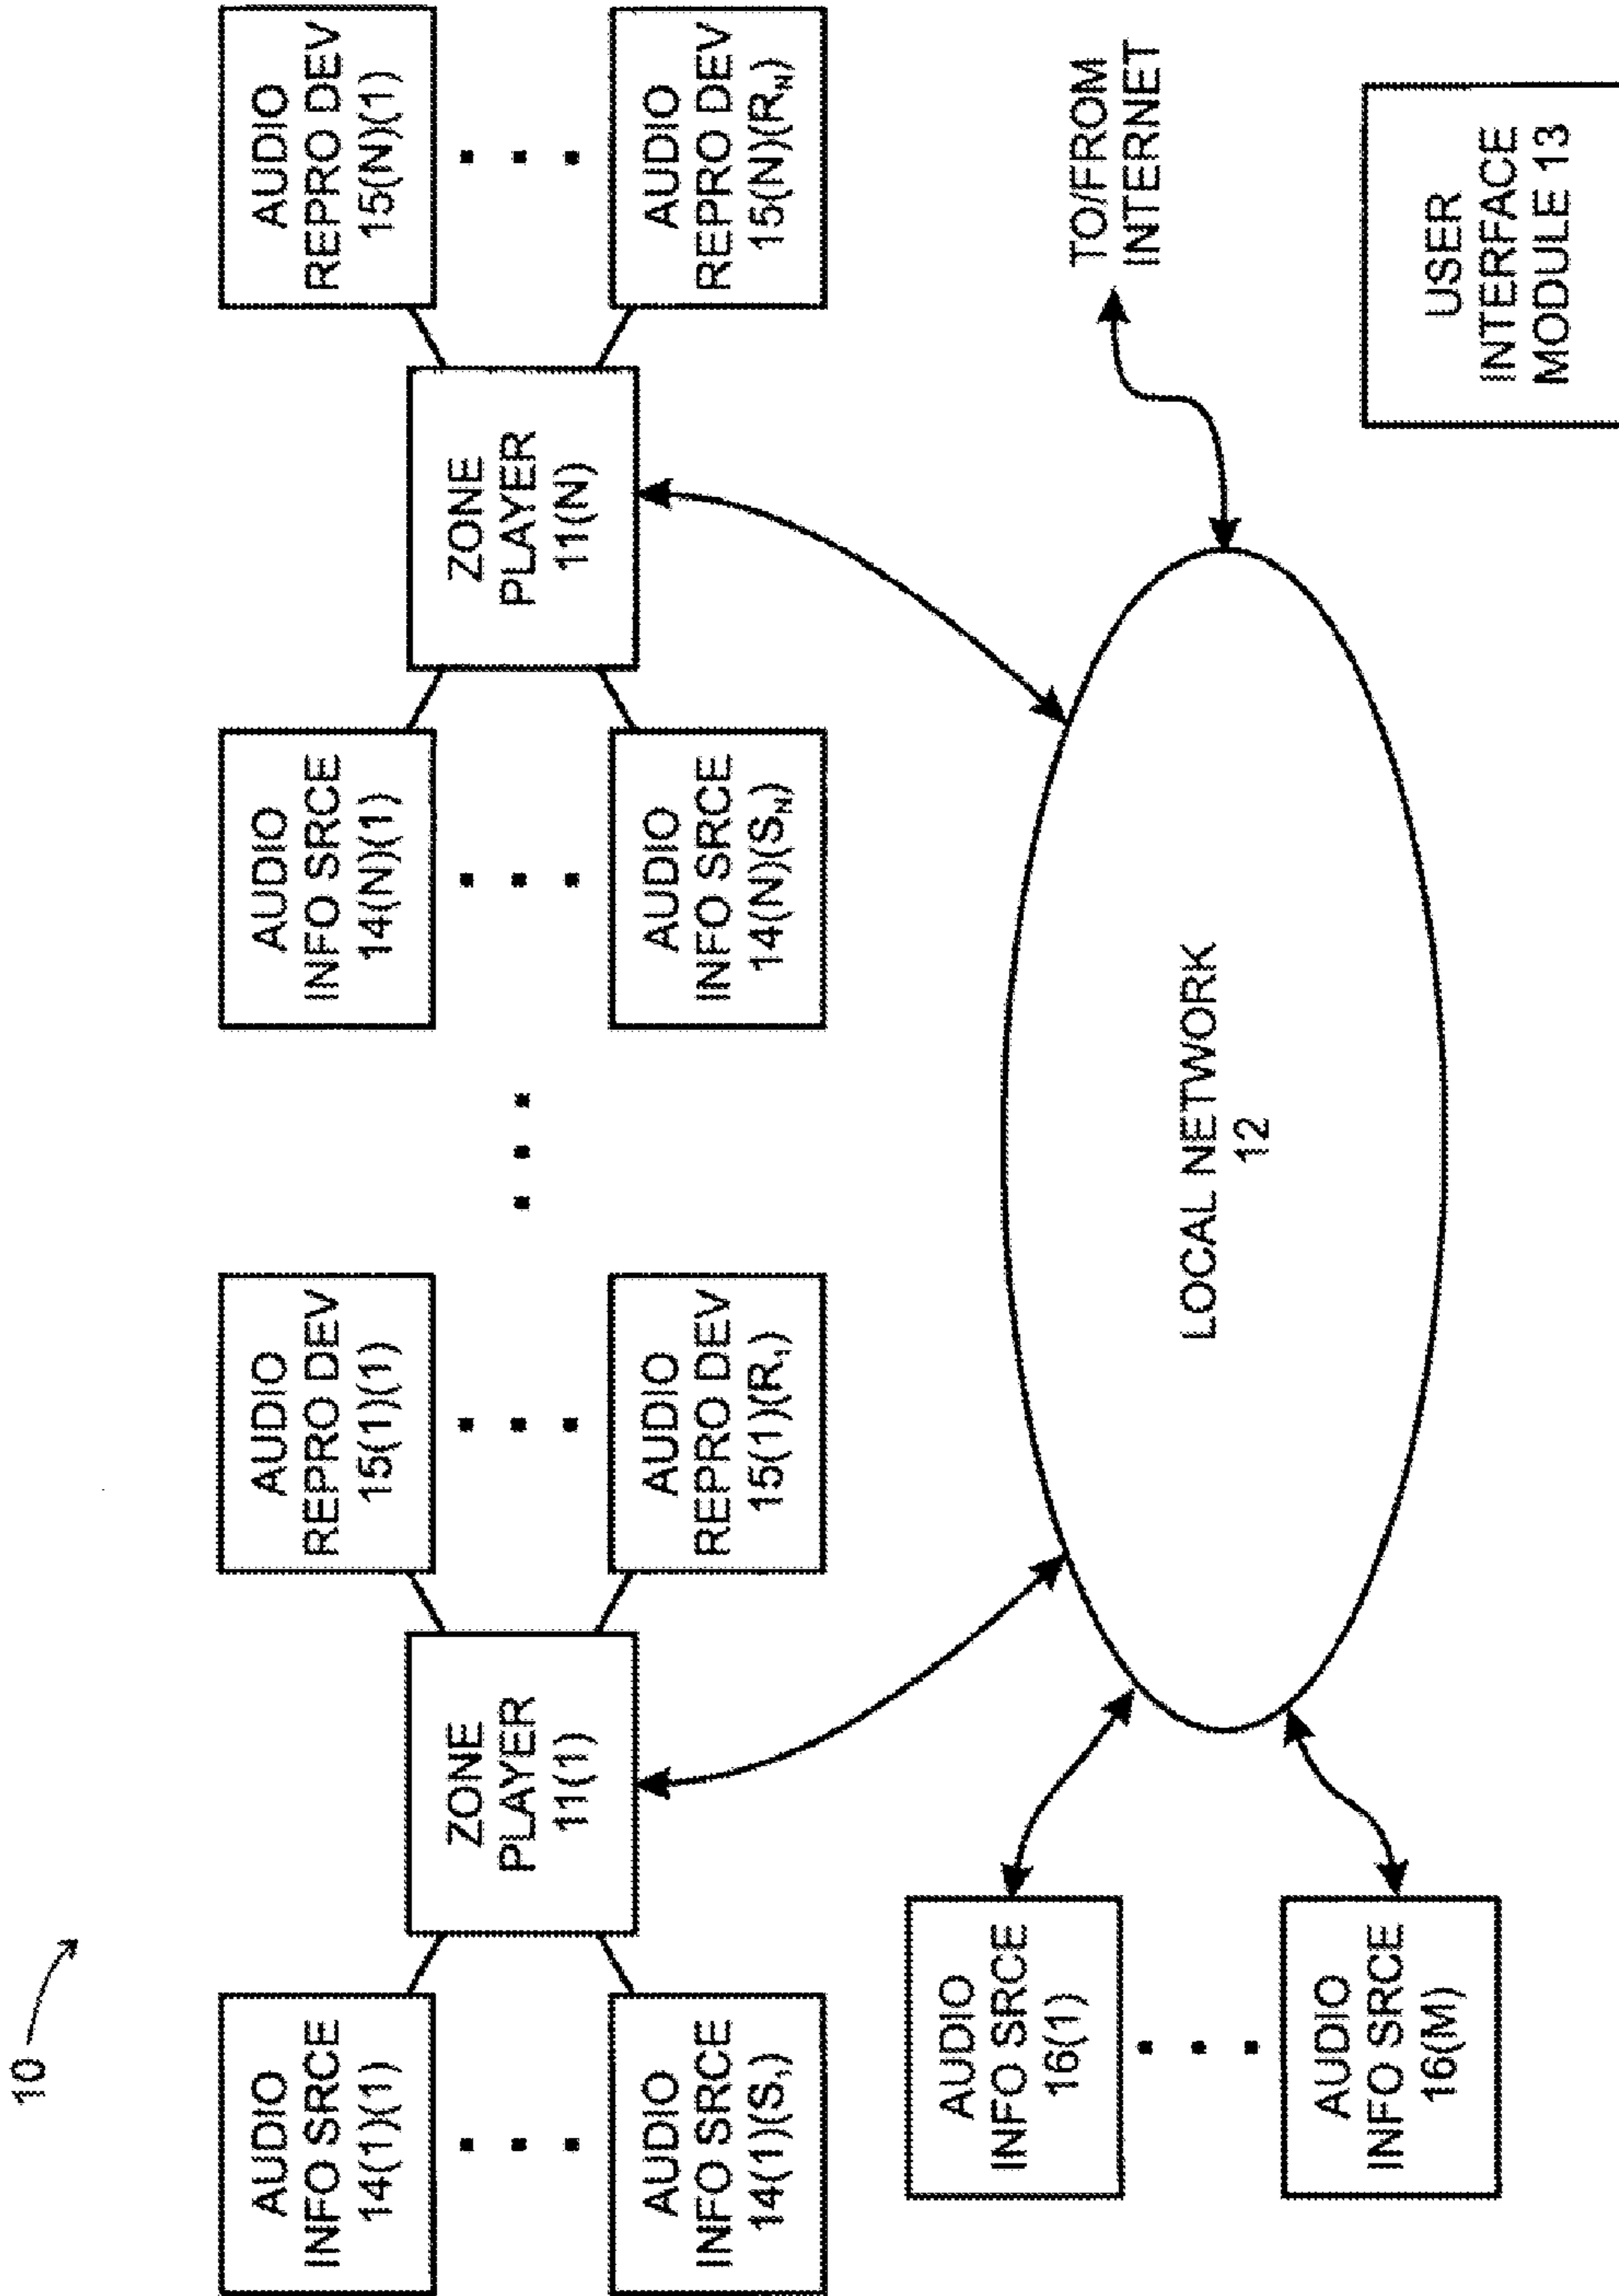 10
AUDIO
INFO SRCE
14(1)(1)
AUDIO
INFO SRCE
14(1)(S₁)
ZONE
PLAYER
11(1)
AUDIO
REPRO DEV
15(1)(1)
AUDIO
REPRO DEV
15(1)(R₁)
AUDIO
INFO SRCE
14(N)(1)
AUDIO
INFO SRCE
14(N)(S_N)
ZONE
PLAYER
11(N)
AUDIO
REPRO DEV
15(N)(1)
AUDIO
REPRO DEV
15(N)(R_N)
AUDIO
INFO SRCE
16(1)
AUDIO
INFO SRCE
16(M)
LOCAL NETWORK
12
TO/FROM
INTERNET
USER
INTERFACE
MODULE 13